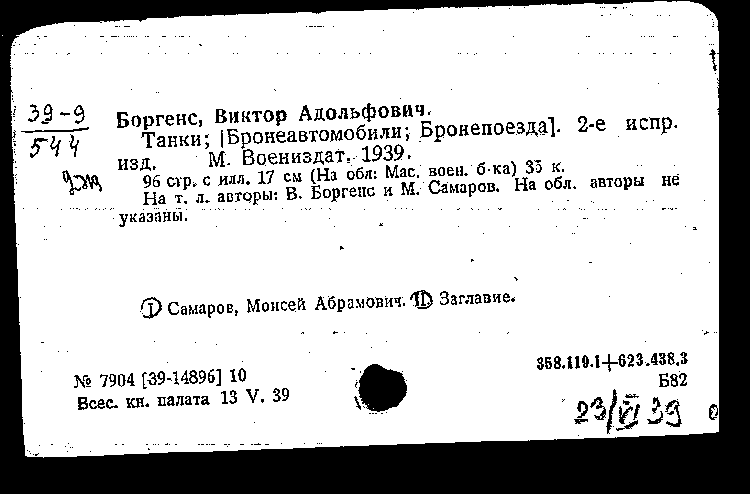 39-9
544
Боргенс, Виктор Адольфович.
Танки; [Бронеавтомобили; Бронепоезда]. 2-е испр.
изд. М. Воениздат. 1939.
96 стр. с илл. 17 см (На обл: Мас. воен. б-ка) 35 к.
На т. л. авторы: В. Боргенс и М. Самаров. На обл. авторы не
указаны.
I Самаров, Моисей Абрамович. II Заглавие.
№ 7904 [39-14896] 10
Всес. кн. палата 13 V. 39
358.119.1+623.438.3
Б82
23/VI 39